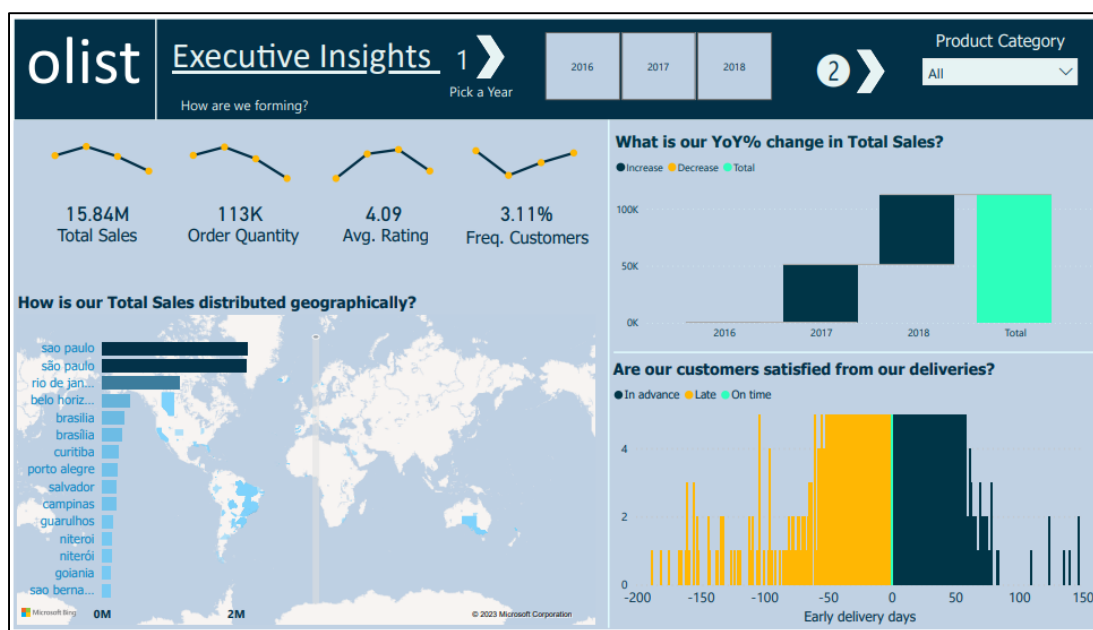 olist
Executive Insights
How are we forming?
1
Pick a Year
2016 2017 2018
2
Product Category
All
15.84M
Total Sales
113K
Order Quantity
4.09
Avg. Rating
3.11%
Freq. Customers
What is our YoY% change in Total Sales?
Increase Decrease Total
100K
50K
0K
2016 2017 2018 Total
How is our Total Sales distributed geographically?
sao paulo
são paulo
rio de jan...
belo horiz...
brasilia
brasília
curitiba
porto alegre
salvador
campinas
guarulhos
niteroi
niterói
goiania
sao berna...
Microsoft Bing
0M 2M
© 2023 Microsoft Corporation
Are our customers satisfied from our deliveries?
In advance Late On time
4
2
0
-200 -150 -100 -50 0 50 100 150
Early delivery days